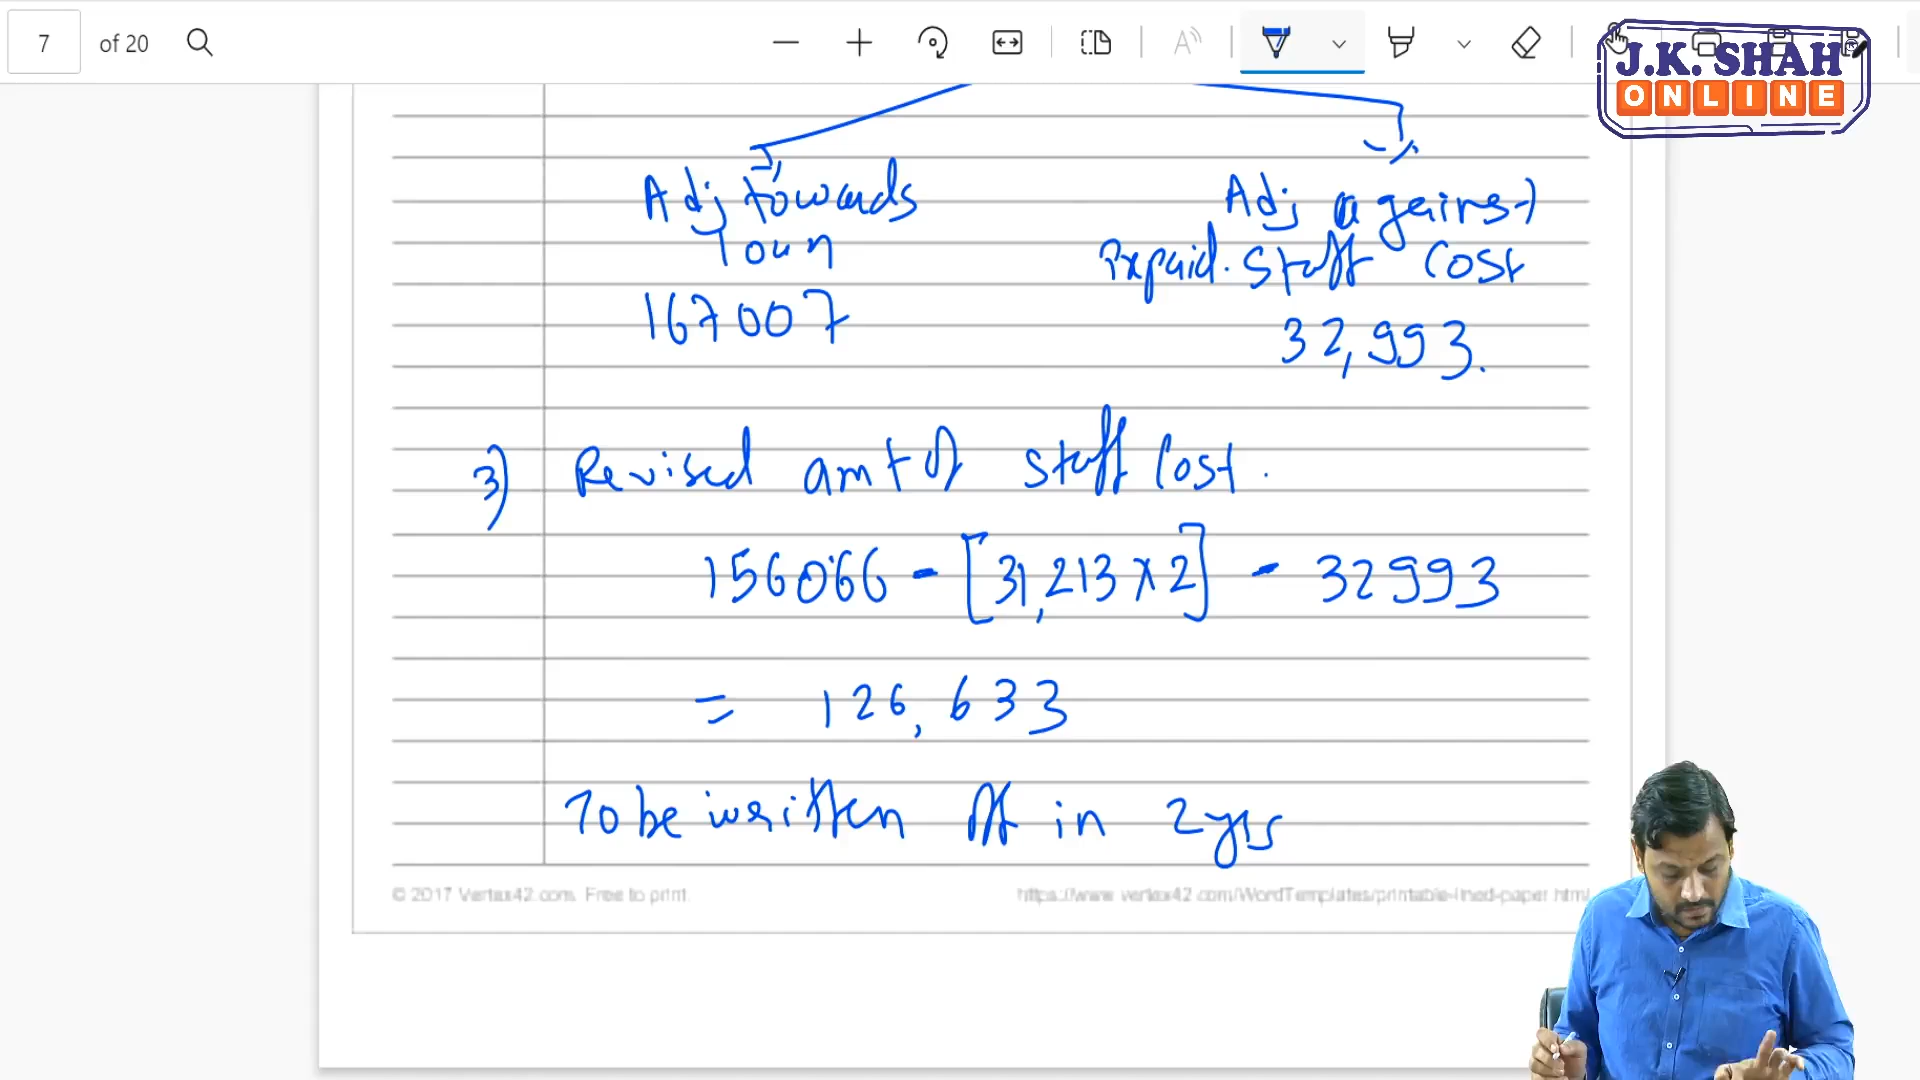 7 of 20
J.K. SHAH
ONLINE
Adj towards
loan
167007
Adj against
Prepaid. Staff Cost
32,993.
3) Revised amt of staff Cost.
156066 - [31,213 x 2] - 32993
= 126,633
To be written off in 2 yrs
© 2017 Vertex42.com. Free to print.
https://www.vertex42.com/WordTemplates/printable-lined-paper.html